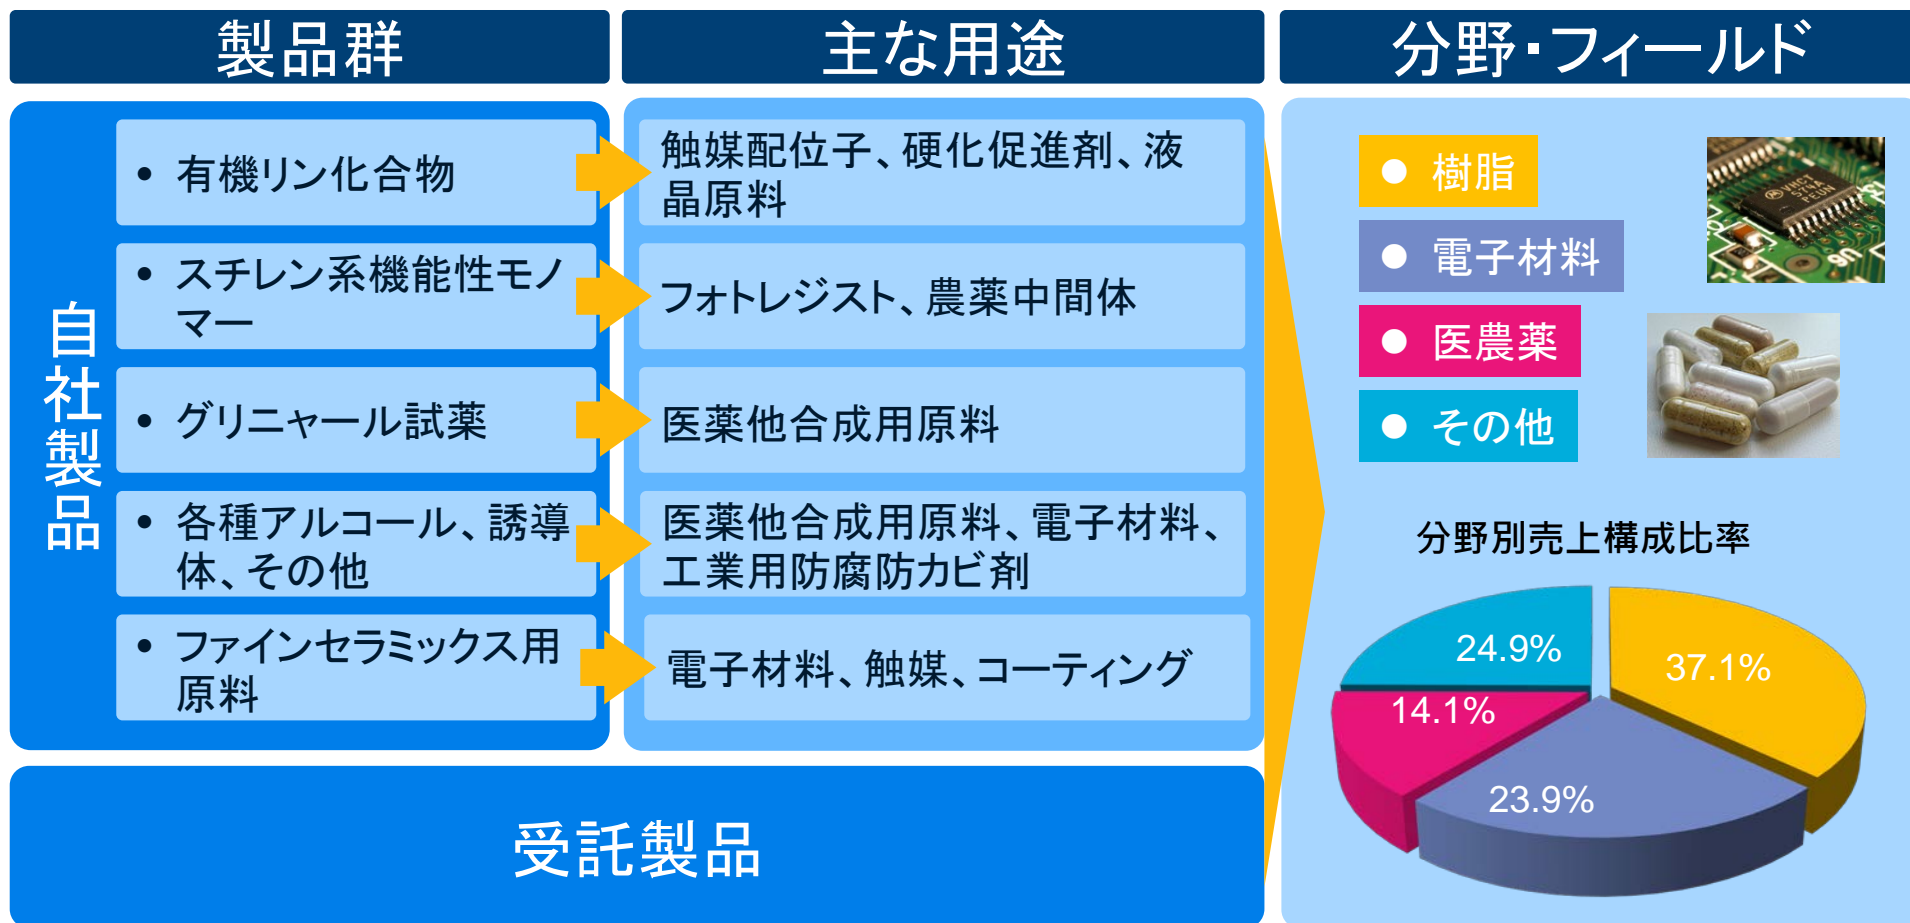 製品群
主な用途
分野・フィールド
自社製品
• 有機リン化合物
触媒配位子、硬化促進剤、液
晶原料
• スチレン系機能性モノ
マー
フォトレジスト、農薬中間体
• グリニャール試薬
医薬他合成用原料
• 各種アルコール、誘導
体、その他
医薬他合成用原料、電子材料、
工業用防腐防カビ剤
• ファインセラミックス用
原料
電子材料、触媒、コーティング
受託製品
● 樹脂
● 電子材料
● 医農薬
● その他
分野別売上構成比率
24.9%
37.1%
14.1%
23.9%